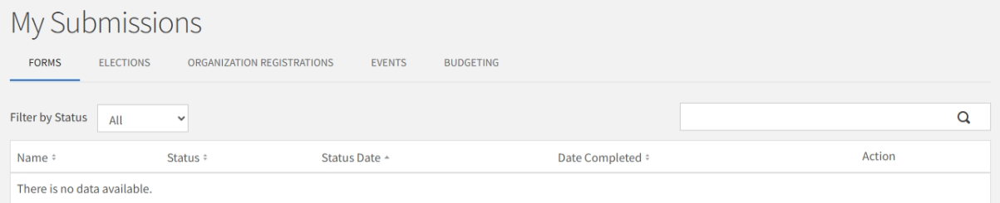 My Submissions
FORMS ELECTIONS ORGANIZATION REGISTRATIONS EVENTS BUDGETING
Filter by Status All
Name Status Status Date Date Completed Action
There is no data available.